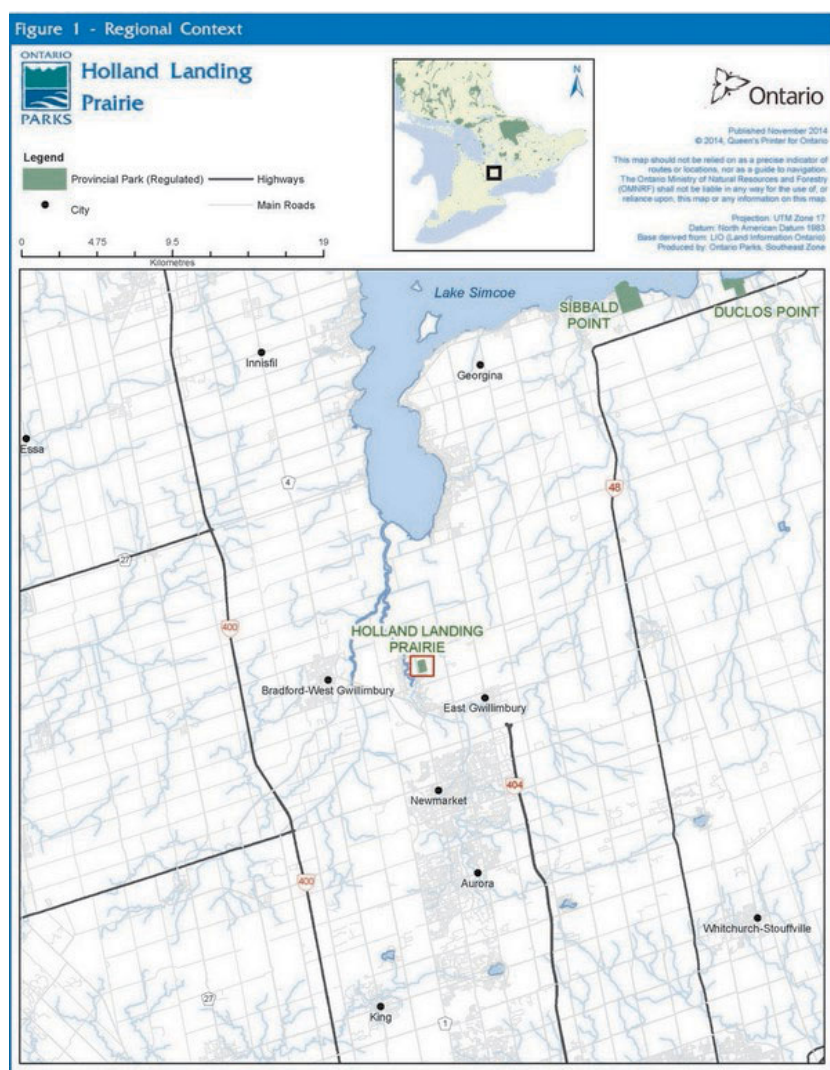 Figure 1 - Regional Context
ONTARIO
PARKS
Holland Landing
Prairie
N
Ontario
Published November 2014
© 2014, Queen's Printer for Ontario
This map should not be relied on as a precise indicator of
routes or locations, nor as a guide to navigation.
The Ontario Ministry of Natural Resources and Forestry
(OMNRF) shall not be liable in any way for the use of, or
reliance upon, this map or any information on this map.
Projection: UTM Zone 17
Datum: North American Datum 1983
Base derived from: LIO (Land Information Ontario)
Produced by: Ontario Parks, Southeast Zone
Legend
Provincial Park (Regulated)
Highways
City
Main Roads
0 4.75 9.5 19
Kilometres
Lake Simcoe
SIBBALD
POINT
DUCLOS POINT
Innisfil
Georgina
Essa
4
48
27
400
HOLLAND LANDING
PRAIRIE
Bradford-West Gwillimbury
East Gwillimbury
404
Newmarket
Aurora
400
Whitchurch-Stouffville
27
King
1